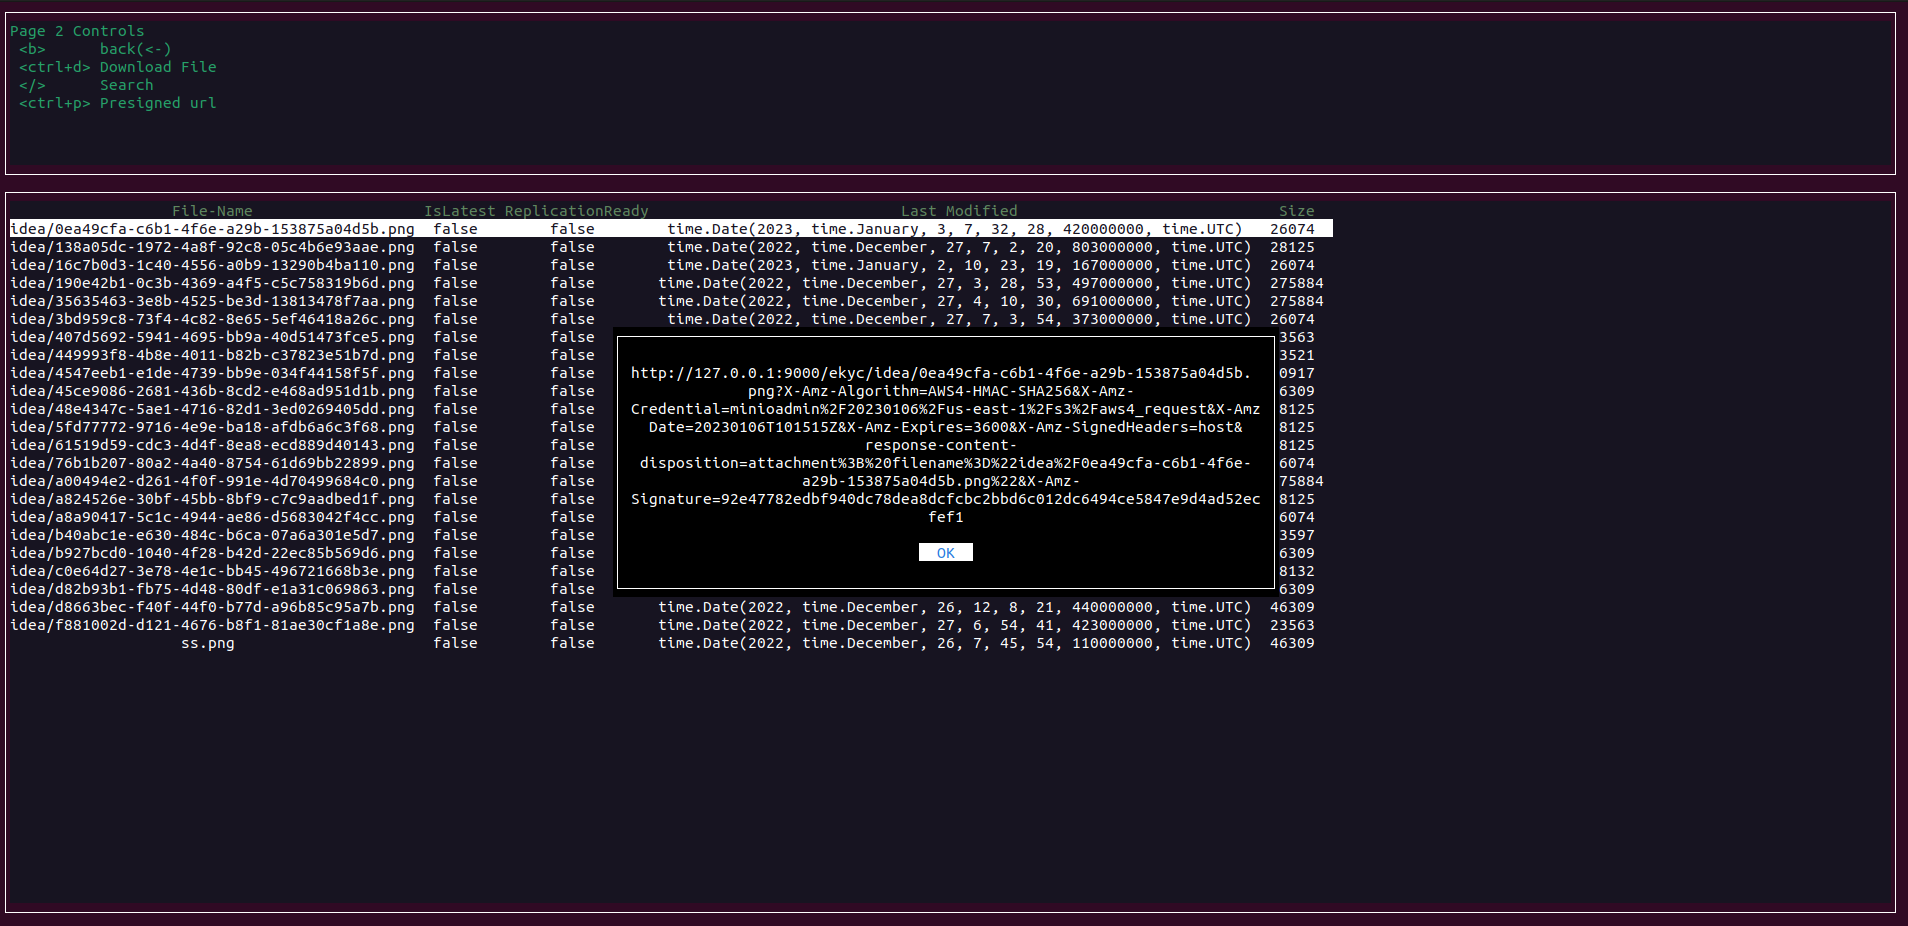 Page 2 Controls
<b>      back(<-)
<ctrl+d> Download File
</>      Search
<ctrl+p> Presigned url
File-Name IsLatest ReplicationReady Last Modified Size
idea/0ea49cfa-c6b1-4f6e-a29b-153875a04d5b.png false false time.Date(2023, time.January, 3, 7, 32, 28, 420000000, time.UTC) 26074
idea/138a05dc-1972-4a8f-92c8-05c4b6e93aae.png false false time.Date(2022, time.December, 27, 7, 2, 20, 803000000, time.UTC) 28125
idea/16c7b0d3-1c40-4556-a0b9-13290b4ba110.png false false time.Date(2023, time.January, 2, 10, 23, 19, 167000000, time.UTC) 26074
idea/190e42b1-0c3b-4369-a4f5-c5c758319b6d.png false false time.Date(2022, time.December, 27, 3, 28, 53, 497000000, time.UTC) 275884
idea/35635463-3e8b-4525-be3d-13813478f7aa.png false false time.Date(2022, time.December, 27, 4, 10, 30, 691000000, time.UTC) 275884
idea/3bd959c8-73f4-4c82-8e65-5ef46418a26c.png false false time.Date(2022, time.December, 27, 7, 3, 54, 373000000, time.UTC) 26074
idea/407d5692-5941-4695-bb9a-40d51473fce5.png false false 3563
idea/449993f8-4b8e-4011-b82b-c37823e51b7d.png false false 3521
idea/4547eeb1-e1de-4739-bb9e-034f44158f5f.png false false 0917
idea/45ce9086-2681-436b-8cd2-e468ad951d1b.png false false 6309
idea/48e4347c-5ae1-4716-82d1-3ed0269405dd.png false false 8125
idea/5fd77772-9716-4e9e-ba18-afdb6a6c3f68.png false false 8125
idea/61519d59-cdc3-4d4f-8ea8-ecd889d40143.png false false 8125
idea/76b1b207-80a2-4a40-8754-61d69bb22899.png false false 6074
idea/a00494e2-d261-4f0f-991e-4d70499684c0.png false false 75884
idea/a824526e-30bf-45bb-8bf9-c7c9aadbed1f.png false false 8125
idea/a8a90417-5c1c-4944-ae86-d5683042f4cc.png false false 6074
idea/b40abc1e-e630-484c-b6ca-07a6a301e5d7.png false false 3597
idea/b927bcd0-1040-4f28-b42d-22ec85b569d6.png false false 6309
idea/c0e64d27-3e78-4e1c-bb45-496721668b3e.png false false 8132
idea/d82b93b1-fb75-4d48-80df-e1a31c069863.png false false 6309
idea/d8663bec-f40f-44f0-b77d-a96b85c95a7b.png false false time.Date(2022, time.December, 26, 12, 8, 21, 440000000, time.UTC) 46309
idea/f881002d-d121-4676-b8f1-81ae30cf1a8e.png false false time.Date(2022, time.December, 27, 6, 54, 41, 423000000, time.UTC) 23563
ss.png false false time.Date(2022, time.December, 26, 7, 45, 54, 110000000, time.UTC) 46309
http://127.0.0.1:9000/ekyc/idea/0ea49cfa-c6b1-4f6e-a29b-153875a04d5b.
png?X-Amz-Algorithm=AWS4-HMAC-SHA256&X-Amz-
Credential=minioadmin%2F20230106%2Fus-east-1%2Fs3%2Faws4_request&X-Amz
Date=20230106T101515Z&X-Amz-Expires=3600&X-Amz-SignedHeaders=host&
response-content-
disposition=attachment%3B%20filename%3D%22idea%2F0ea49cfa-c6b1-4f6e-
a29b-153875a04d5b.png%22&X-Amz-
Signature=92e47782edbf940dc78dea8dcfcbc2bbd6c012dc6494ce5847e9d4ad52ec
fef1
OK